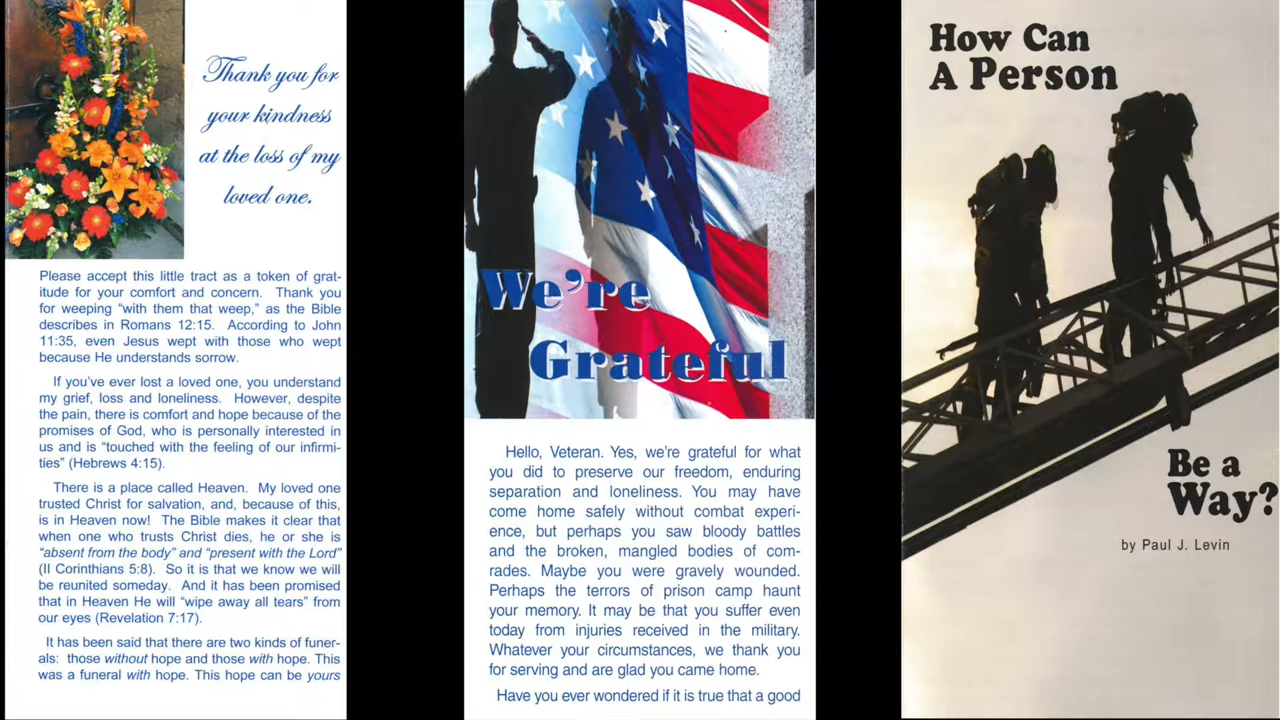 Thank you for
your kindness
at the loss of my
loved one.
Please accept this little tract as a token of grat-
itude for your comfort and concern. Thank you
for weeping “with them that weep,” as the Bible
describes in Romans 12:15. According to John
11:35, even Jesus wept with those who wept
because He understands sorrow.
If you’ve ever lost a loved one, you understand
my grief, loss and loneliness. However, despite
the pain, there is comfort and hope because of the
promises of God, who is personally interested in
us and is “touched with the feeling of our infirmi-
ties” (Hebrews 4:15).
There is a place called Heaven. My loved one
trusted Christ for salvation, and, because of this,
is in Heaven now! The Bible makes it clear that
when one who trusts Christ dies, he or she is
“absent from the body” and “present with the Lord”
(II Corinthians 5:8). So it is that we know we will
be reunited someday. And it has been promised
that in Heaven He will “wipe away all tears” from
our eyes (Revelation 7:17).
It has been said that there are two kinds of funer-
als: those without hope and those with hope. This
was a funeral with hope. This hope can be yours
We’re
Grateful
Hello, Veteran. Yes, we’re grateful for what
you did to preserve our freedom, enduring
separation and loneliness. You may have
come home safely without combat experi-
ence, but perhaps you saw bloody battles
and the broken, mangled bodies of com-
rades. Maybe you were gravely wounded.
Perhaps the terrors of prison camp haunt
your memory. It may be that you suffer even
today from injuries received in the military.
Whatever your circumstances, we thank you
for serving and are glad you came home.
Have you ever wondered if it is true that a good
How Can
A Person
Be a
Way?
by Paul J. Levin